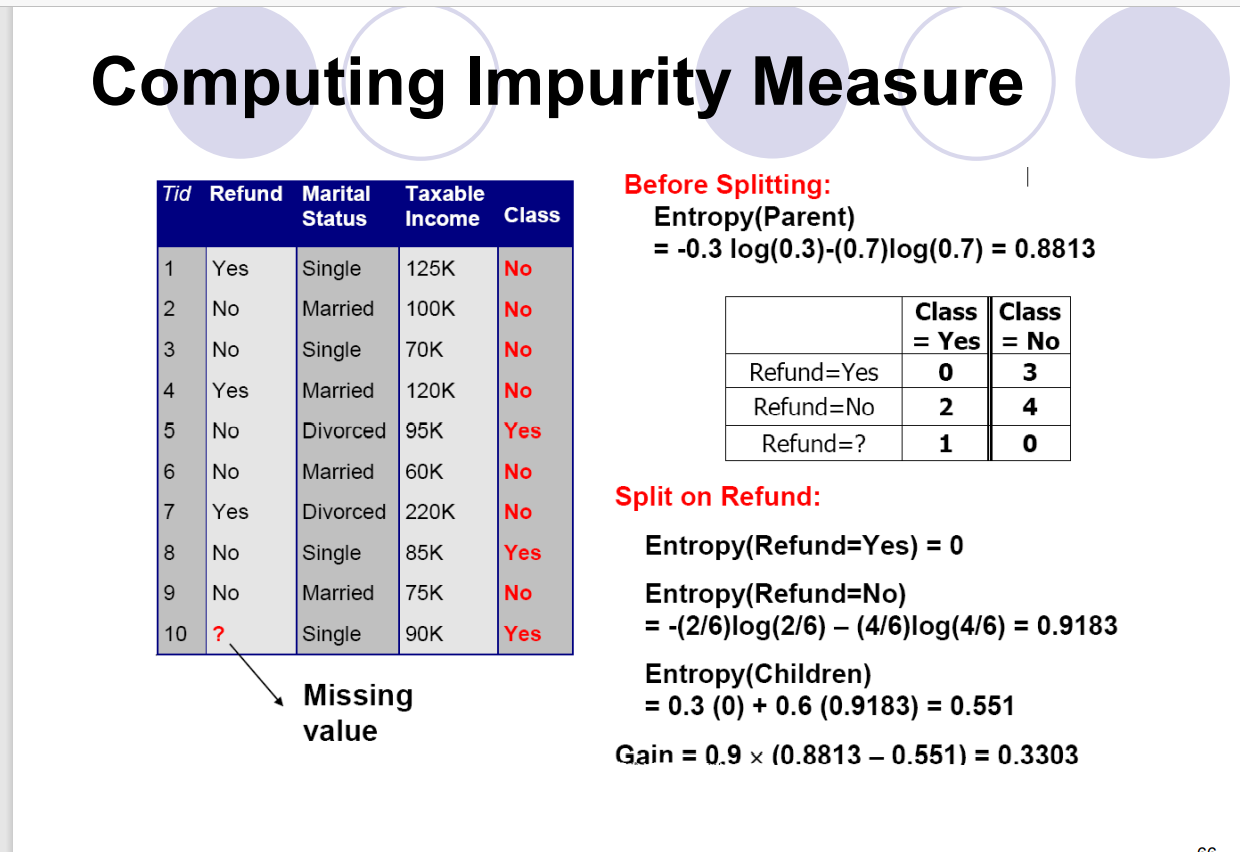 Computing Impurity Measure
Tid Refund Marital Status Taxable Income Class
1 Yes Single 125K No
2 No Married 100K No
3 No Single 70K No
4 Yes Married 120K No
5 No Divorced 95K Yes
6 No Married 60K No
7 Yes Divorced 220K No
8 No Single 85K Yes
9 No Married 75K No
10 ? Single 90K Yes
Missing
value
Before Splitting:
Entropy(Parent)
= -0.3 log(0.3)-(0.7)log(0.7) = 0.8813
Class = Yes Class = No
Refund=Yes 0 3
Refund=No 2 4
Refund=? 1 0
Split on Refund:
Entropy(Refund=Yes) = 0
Entropy(Refund=No)
= -(2/6)log(2/6) – (4/6)log(4/6) = 0.9183
Entropy(Children)
= 0.3 (0) + 0.6 (0.9183) = 0.551
Gain = 0.9 × (0.8813 – 0.551) = 0.3303